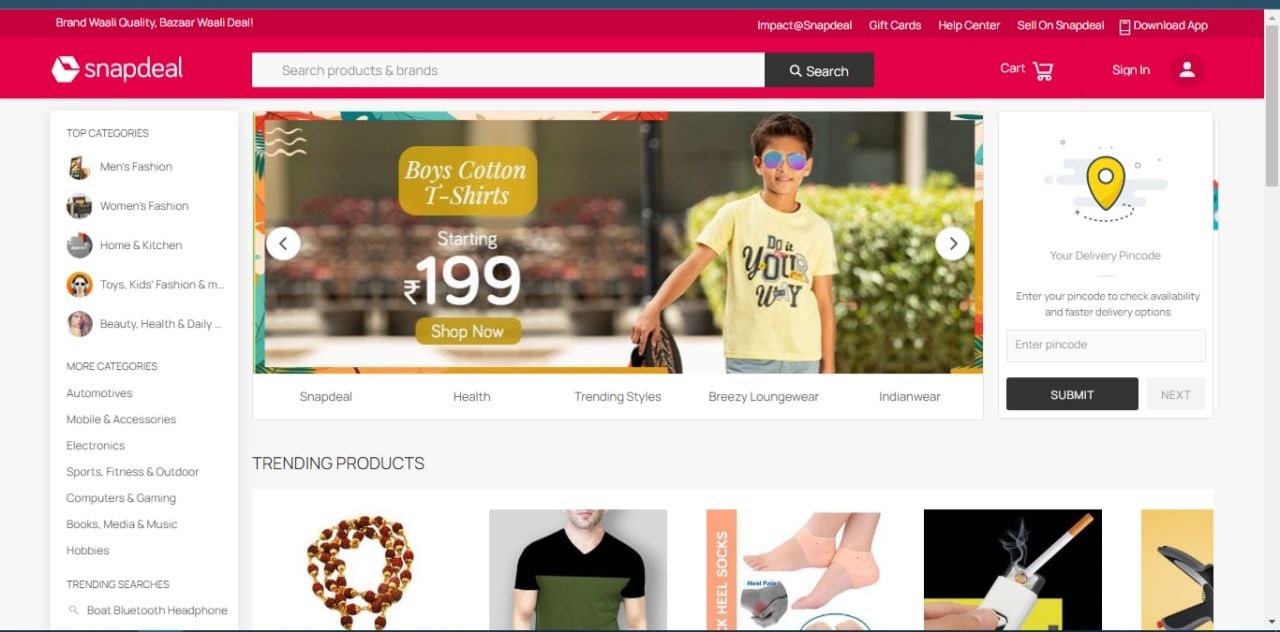 Brand Waali Quality, Bazaar Waali Deal!
Impact@Snapdeal
Gift Cards
Help Center
Sell On Snapdeal
Download App
snapdeal
Search products & brands
Search
Cart
Sign In
TOP CATEGORIES
Men's Fashion
Women's Fashion
Home & Kitchen
Toys, Kids' Fashion & m...
Beauty, Health & Daily ...
MORE CATEGORIES
Automotives
Mobile & Accessories
Electronics
Sports, Fitness & Outdoor
Computers & Gaming
Books, Media & Music
Hobbies
TRENDING SEARCHES
Boat Bluetooth Headphone
Boys Cotton
T-Shirts
Starting
₹199
Shop Now
Do it
YOUR
WAY
Snapdeal
Health
Trending Styles
Breezy Loungewear
Indianwear
Your Delivery Pincode
Enter your pincode to check availability
and faster delivery options
Enter pincode
SUBMIT
NEXT
TRENDING PRODUCTS
CK HEEL SOCKS
Heel Pain